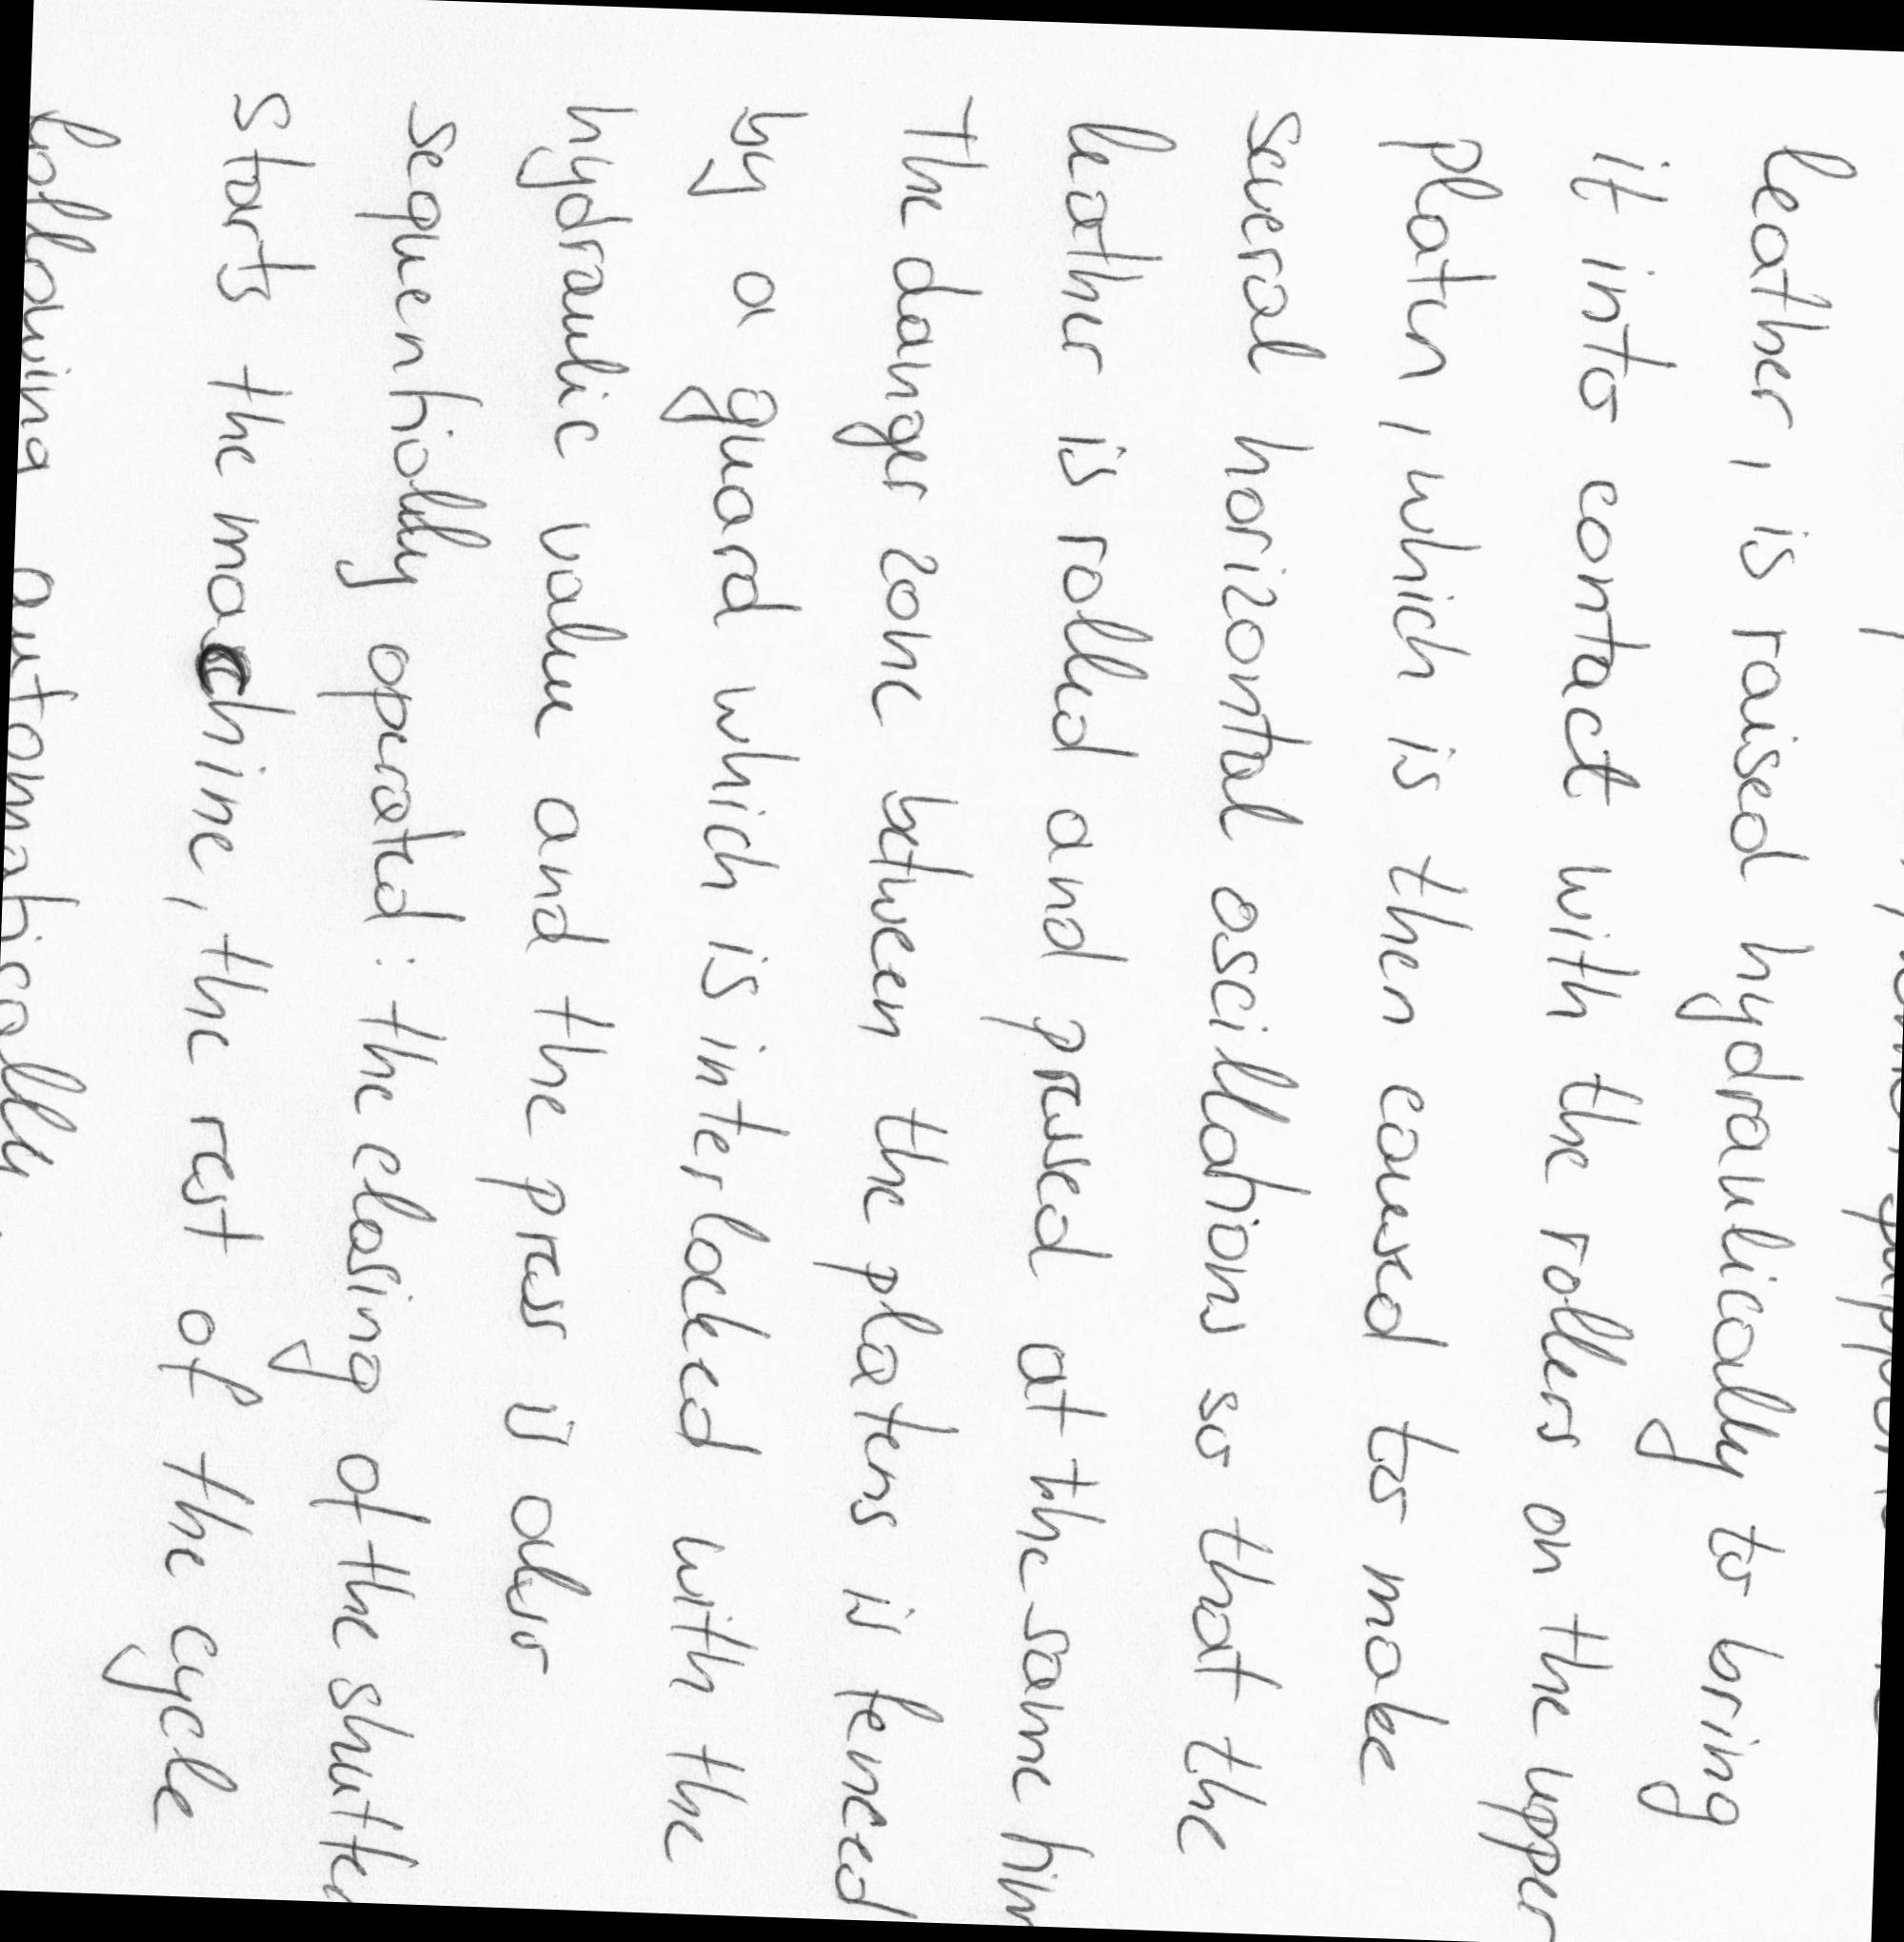 leather, is raised hydraulically to bring
it into contact with the rollers on the upper
platen, which is then caused to make
several horizontal oscillations so that the
leather is rolled and pressed at the same time
The danger zone between the platens is fenced
by a guard which is interlocked with the
hydraulic value and the press is also
sequentially operated: the closing of the shutter
starts the machine, the rest of the cycle
following automatically.